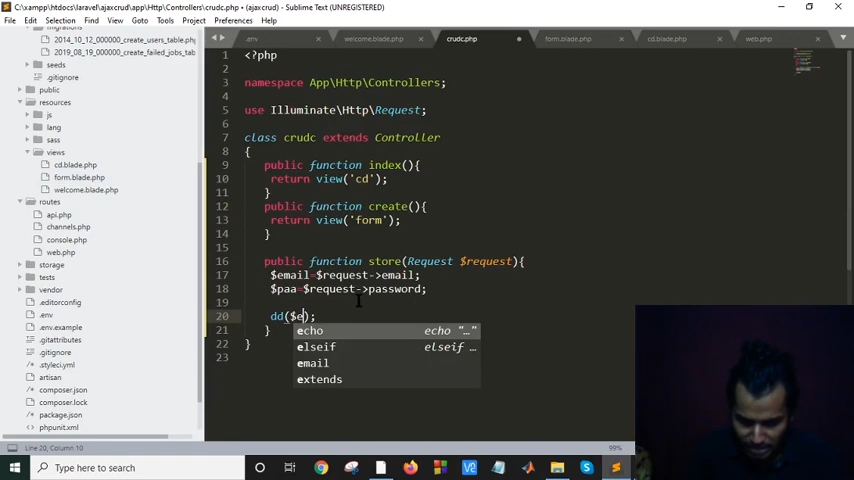 C:\xampp\htdocs\laravel\ajaxcrud\app\Http\Controllers\crudc.php • (ajaxcrud) - Sublime Text (UNREGISTERED)
File Edit Selection Find View Goto Tools Project Preferences Help
.env welcome.blade.php crudc.php form.blade.php cd.blade.php web.php
migrations
2014_10_12_000000_create_users_table.php
2019_08_19_000000_create_failed_jobs_tab
seeds
.gitignore
public
resources
js
lang
sass
views
cd.blade.php
form.blade.php
welcome.blade.php
routes
api.php
channels.php
console.php
web.php
storage
tests
vendor
.editorconfig
.env
.env.example
.gitattributes
.gitignore
.styleci.yml
artisan
composer.json
composer.lock
package.json
phpunit.xml
1 <?php
2
3 namespace App\Http\Controllers;
4
5 use Illuminate\Http\Request;
6
7 class crudc extends Controller
8 {
9 public function index(){
10 return view('cd');
11 }
12 public function create(){
13 return view('form');
14 }
15
16 public function store(Request $request){
17 $email=$request->email;
18 $paa=$request->password;
19
20 dd($e);
21 }
22 }
23
echo echo "…"
elseif elseif …
email
extends
Line 20, Column 10
99%
Type here to search